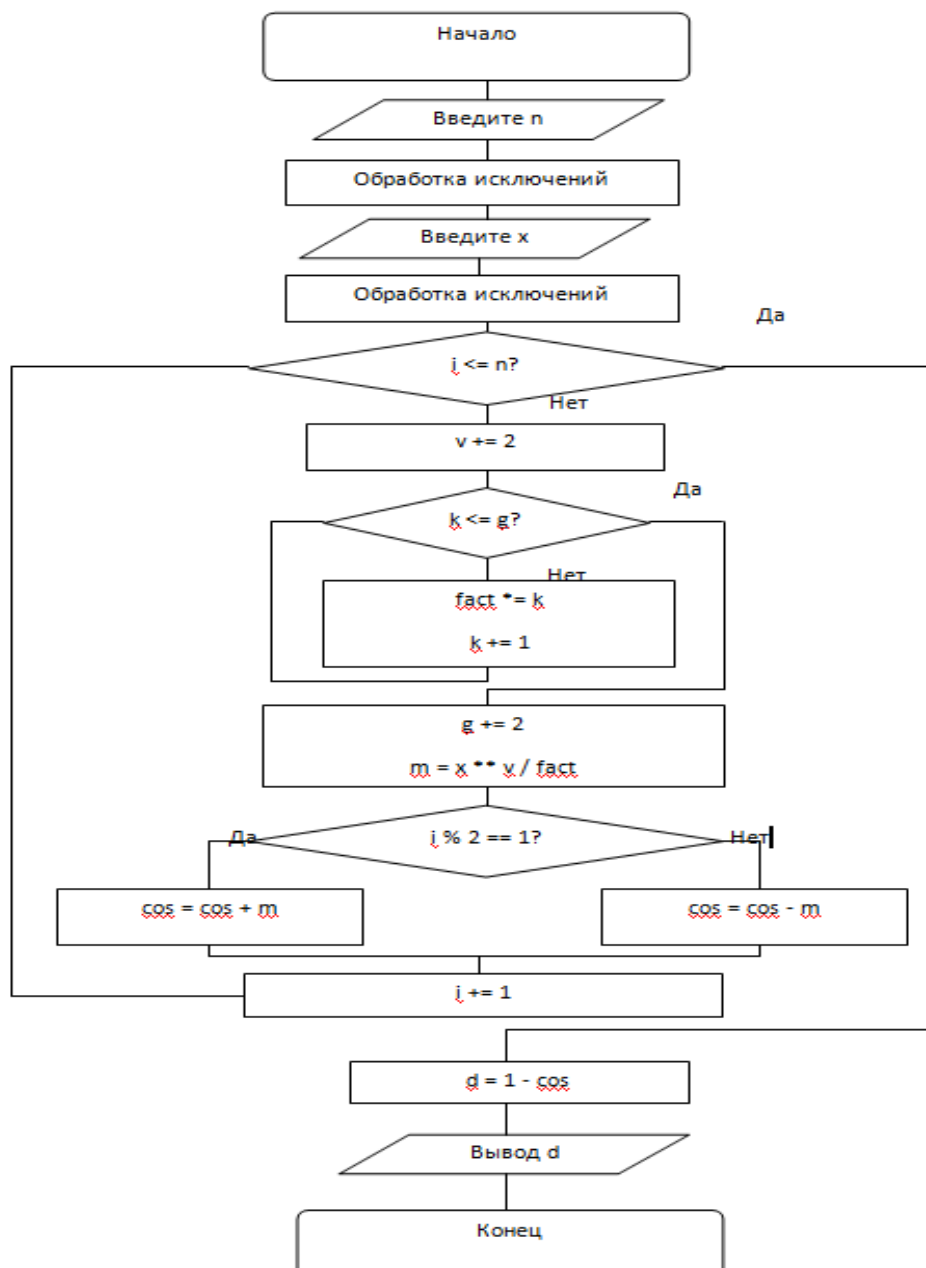 Начало
Введите n
Обработка исключений
Введите x
Обработка исключений
Да
i <= n?
Нет
v += 2
Да
k <= g?
Нет
fact *= k
k += 1
g += 2
m = x ** v / fact
Да
i % 2 == 1?
Нет
cos = cos + m
cos = cos - m
i += 1
d = 1 - cos
Вывод d
Конец